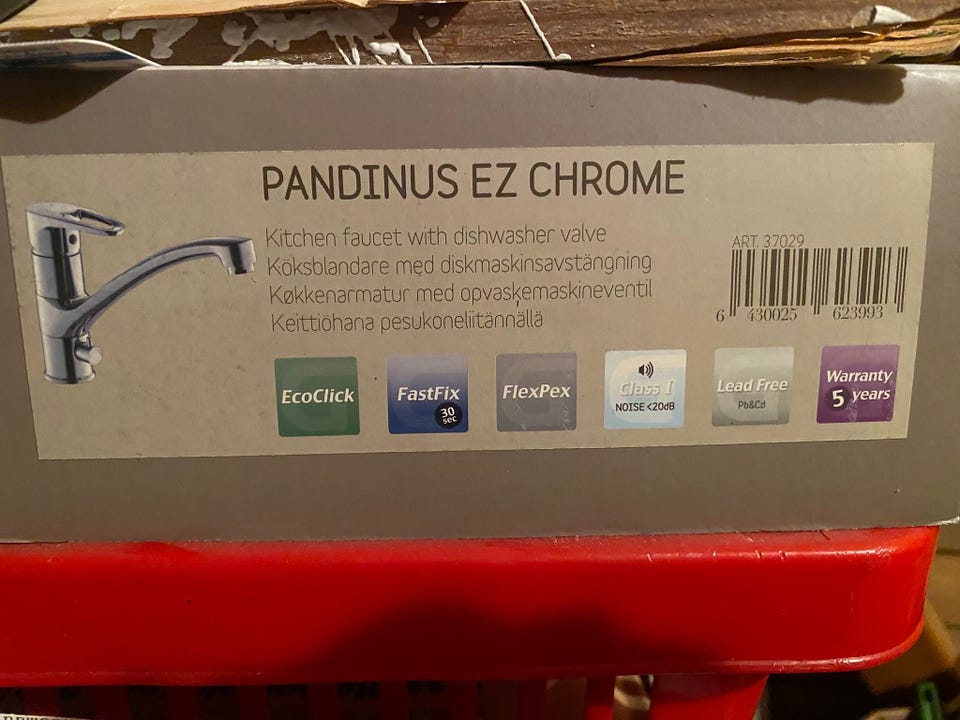 PANDINUS EZ CHROME
Kitchen faucet with dishwasher valve
Köksblandare med diskmaskinsavstängning
Køkkenarmatur med opvaskemaskineventil
Keittiöhana pesukoneliitännällä
ART. 37029
6 430025 623993
EcoClick
FastFix
30
sec
FlexPex
Class I
NOISE <20dB
Lead Free
Pb&Cd
Warranty
5 years